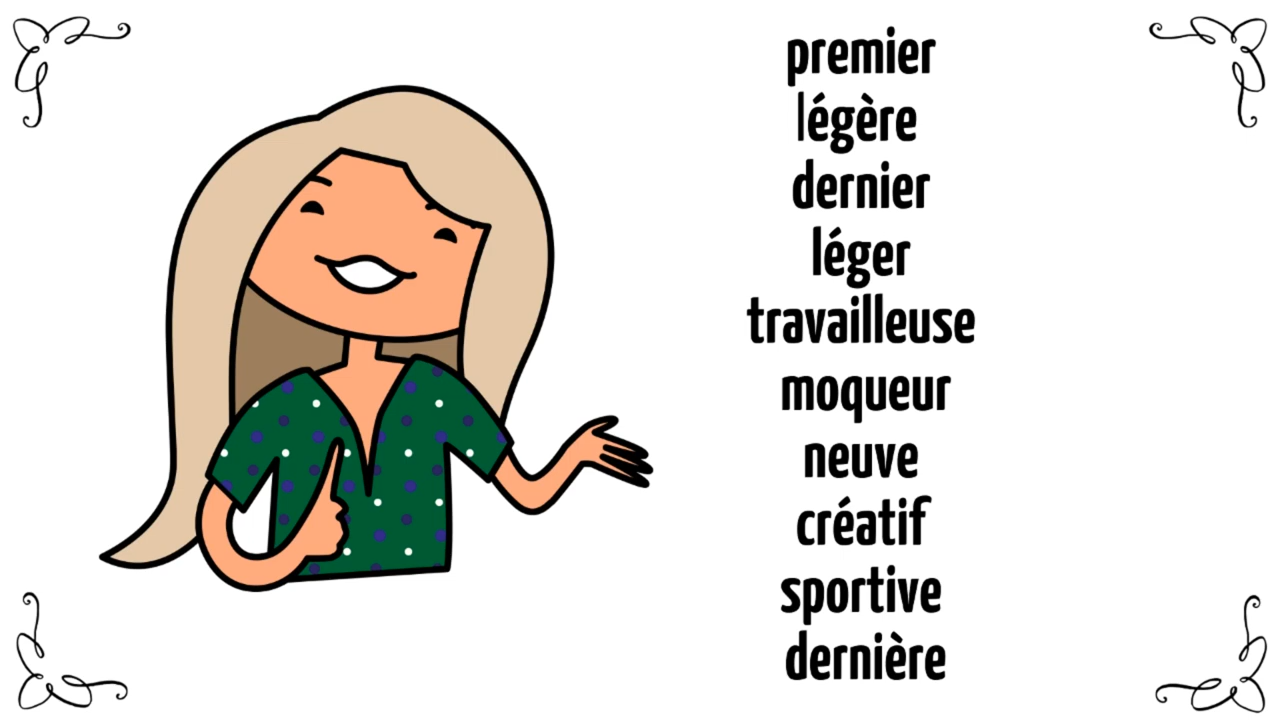 premier
légère
dernier
léger
travailleuse
moqueur
neuve
créatif
sportive
dernière